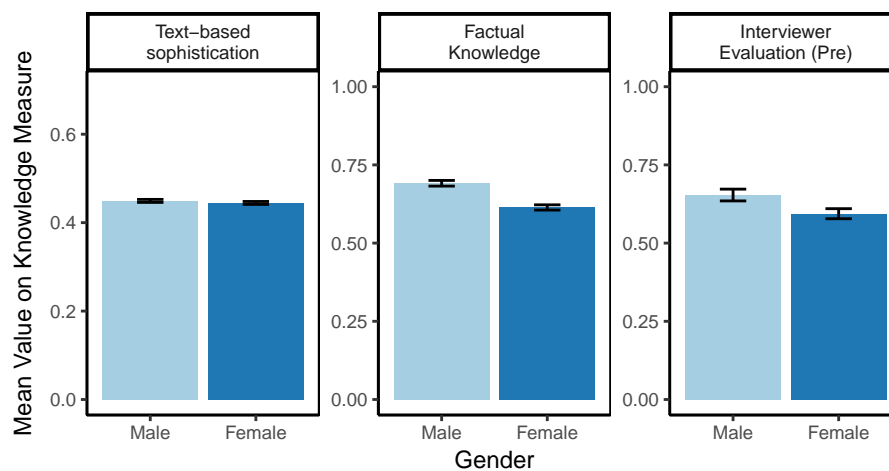 Text−based
sophistication
Factual
Knowledge
Interviewer
Evaluation (Pre)
Mean Value on Knowledge Measure
0.6
0.4
0.2
0.0
1.00
0.75
0.50
0.25
0.00
1.00
0.75
0.50
0.25
0.00
Male Female
Male Female
Male Female
Gender